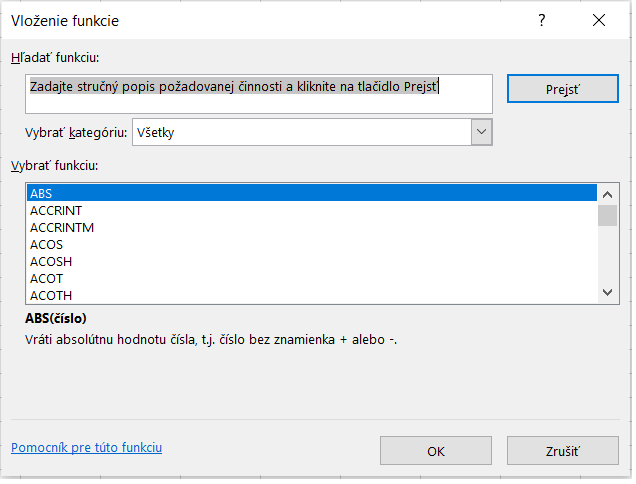 Vloženie funkcie
Hľadať funkciu:
Zadajte stručný popis požadovanej činnosti a kliknite na tlačidlo Prejsť
Prejsť
Vybrať kategóriu: Všetky
Vybrať funkciu:
ABS
ACCRINT
ACCRINTM
ACOS
ACOSH
ACOT
ACOTH
ABS(číslo)
Vráti absolútnu hodnotu čísla, t.j. číslo bez znamienka + alebo -.
Pomocník pre túto funkciu
OK
Zrušiť